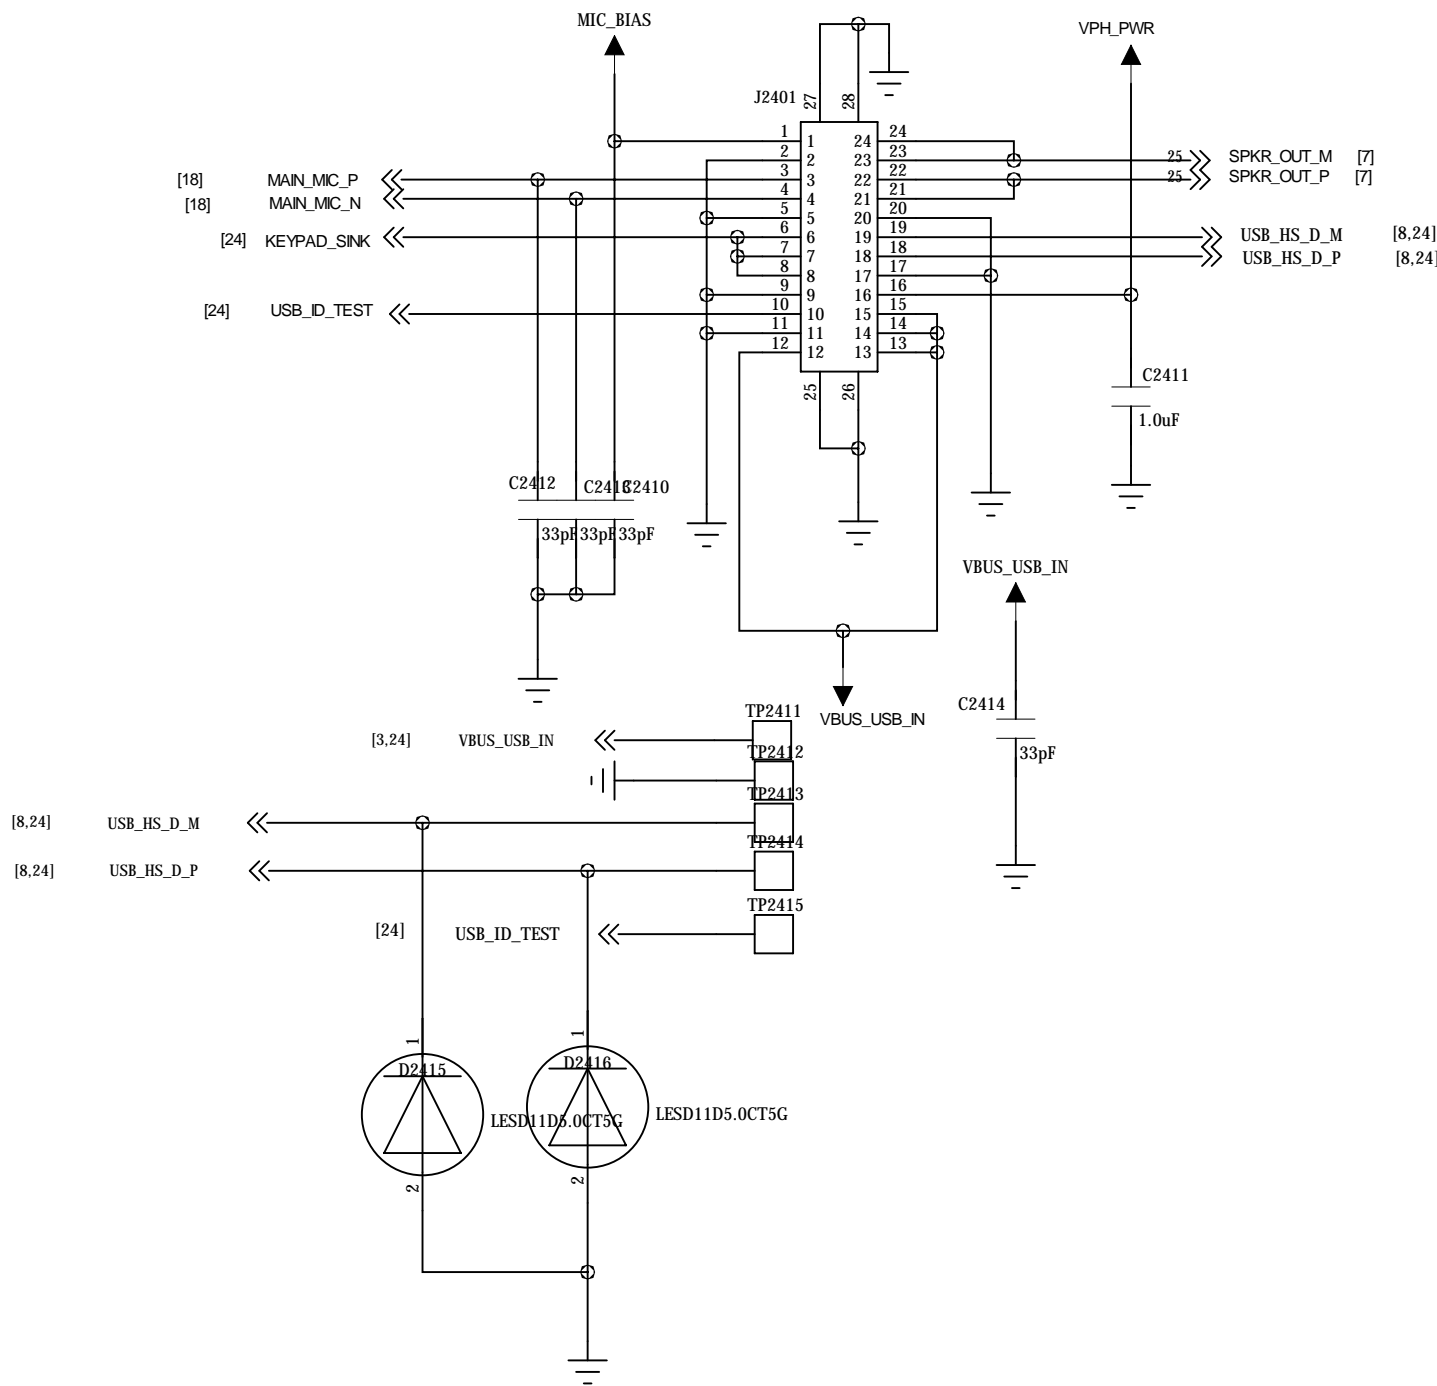 MIC_BIAS
VPH_PWR
J2401
27
28
1 1 24 24
2 2 23 23 25 SPKR_OUT_M [7]
[18] MAIN_MIC_P 3 3 22 22 25 SPKR_OUT_P [7]
[18] MAIN_MIC_N 4 4 21 21
5 5 20 20
[24] KEYPAD_SINK 6 6 19 19 USB_HS_D_M [8,24]
7 7 18 18 USB_HS_D_P [8,24]
8 8 17 17
9 9 16 16
[24] USB_ID_TEST 10 10 15 15
11 11 14 14
12 12 13 13
25
26
C2411
1.0uF
C2412 C2413 C2410
33pF 33pF 33pF
VBUS_USB_IN
VBUS_USB_IN
C2414
33pF
TP2411
[3,24] VBUS_USB_IN
TP2412
TP2413
[8,24] USB_HS_D_M
TP2414
[8,24] USB_HS_D_P
TP2415
[24] USB_ID_TEST
1 1
D2415 D2416
LESD11D5.0CT5G LESD11D5.0CT5G
2 2